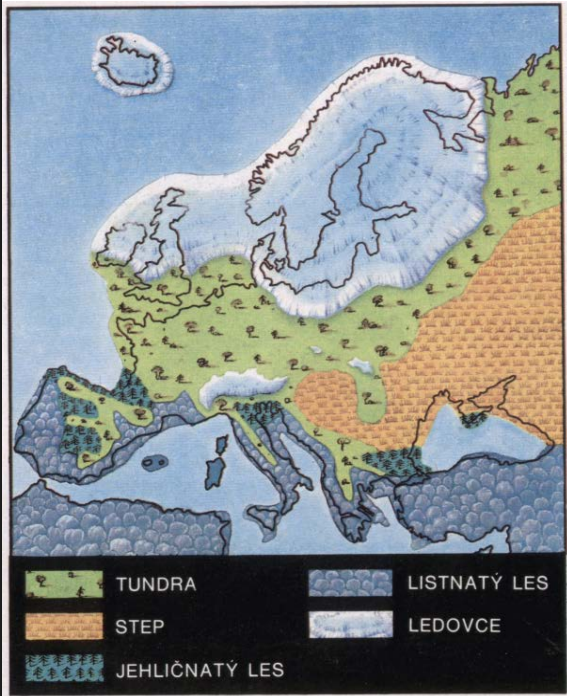 TUNDRA
STEP
JEHLIČNATÝ LES
LISTNATÝ LES
LEDOVCE